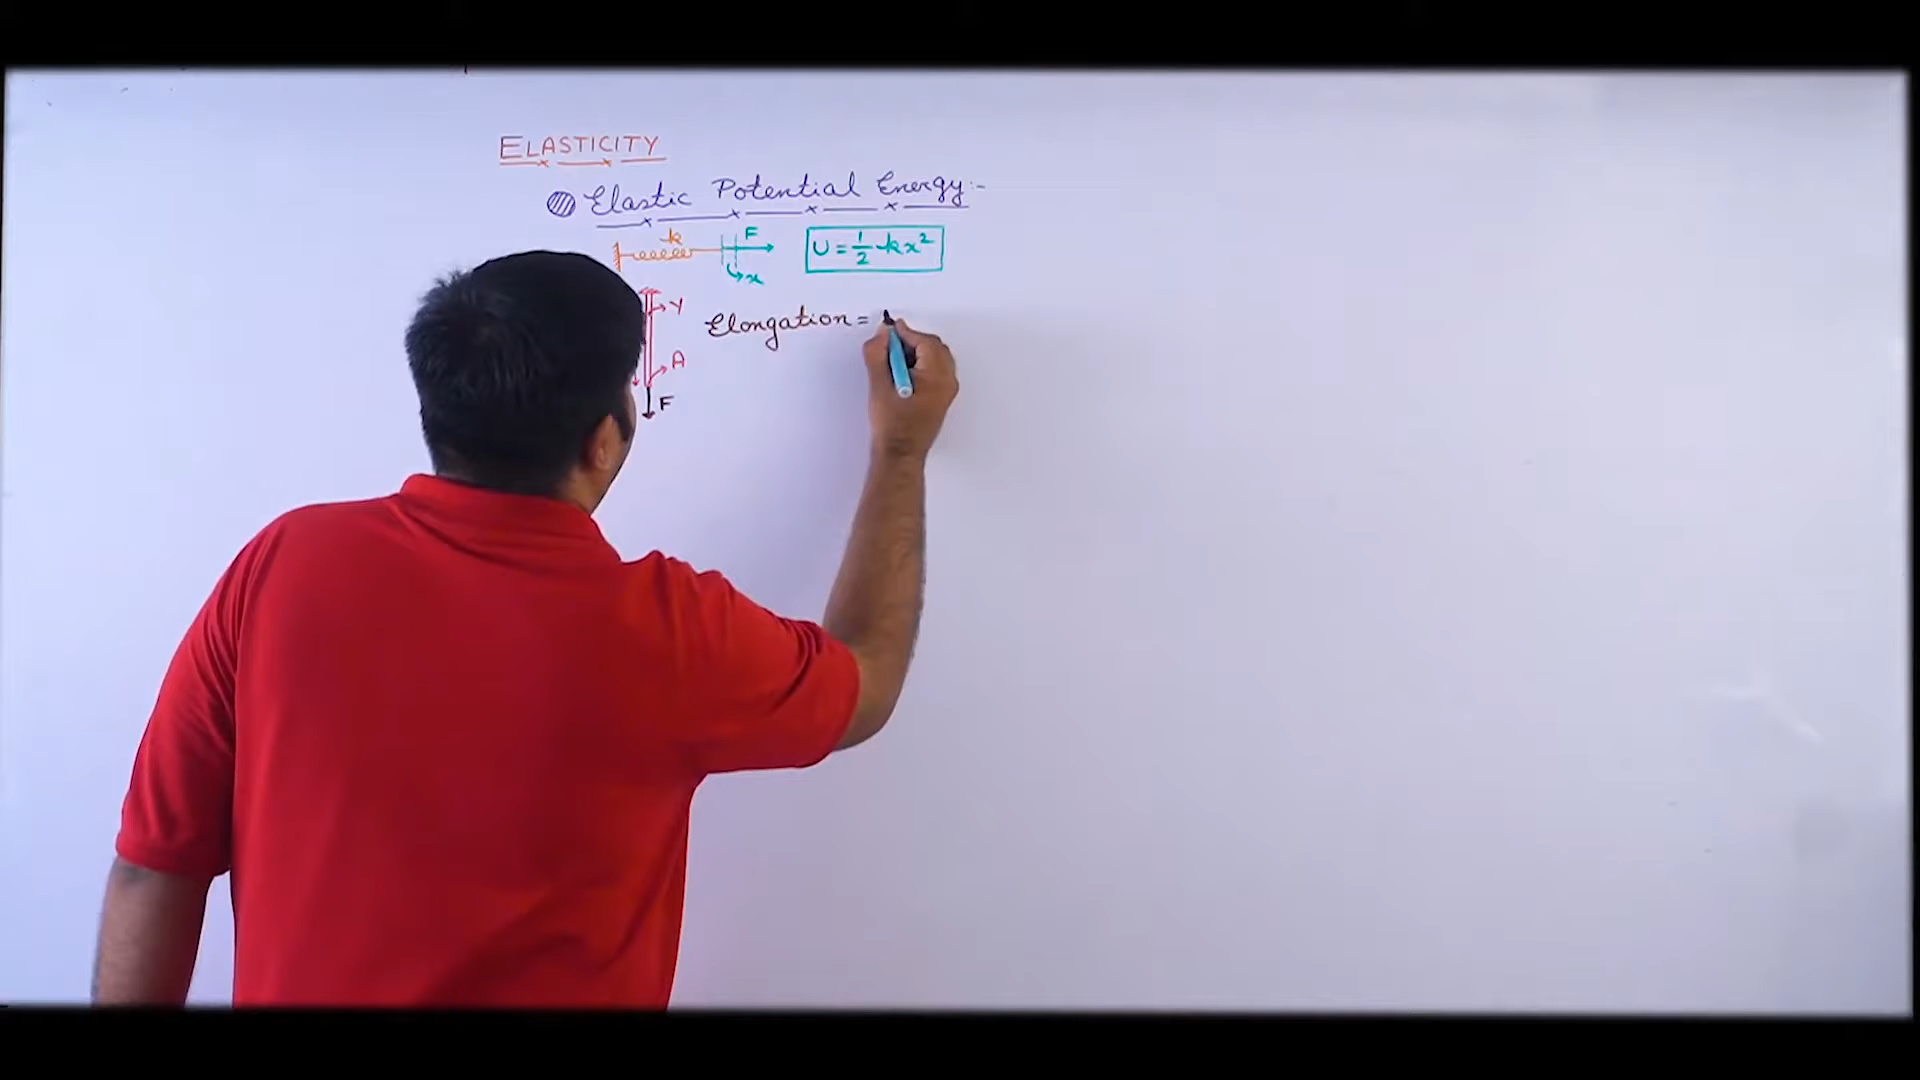 ELASTICITY
Elastic Potential Energy:-
k F x U = 1/2 kx²
Y
Elongation =
A
F